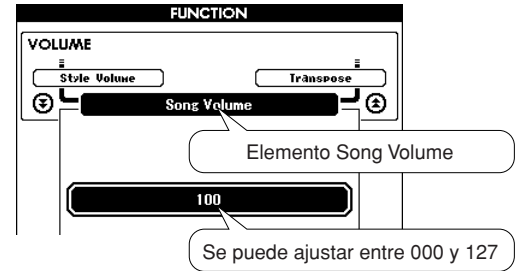 FUNCTION
VOLUME
Style Volume
Transpose
Song Volume
Elemento Song Volume
100
Se puede ajustar entre 000 y 127